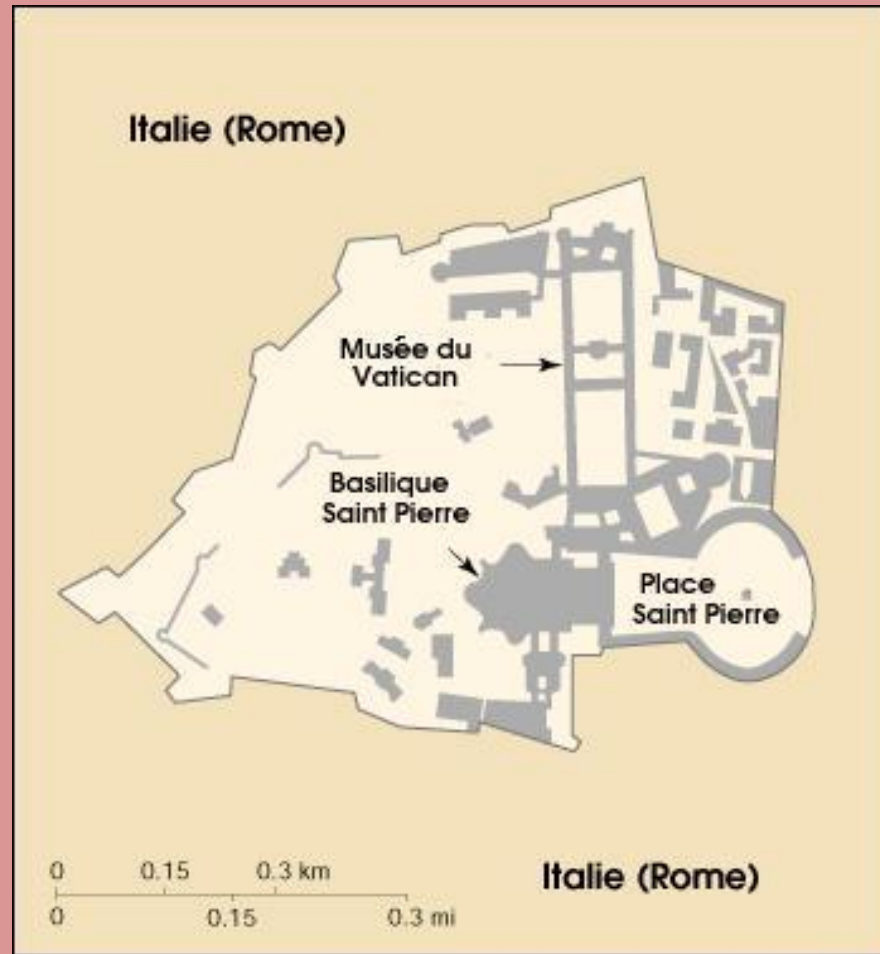 Italie (Rome)
Musée du
Vatican
Basilique
Saint Pierre
Place
Saint Pierre
0 0.15 0.3 km
0 0.15 0.3 mi
Italie (Rome)